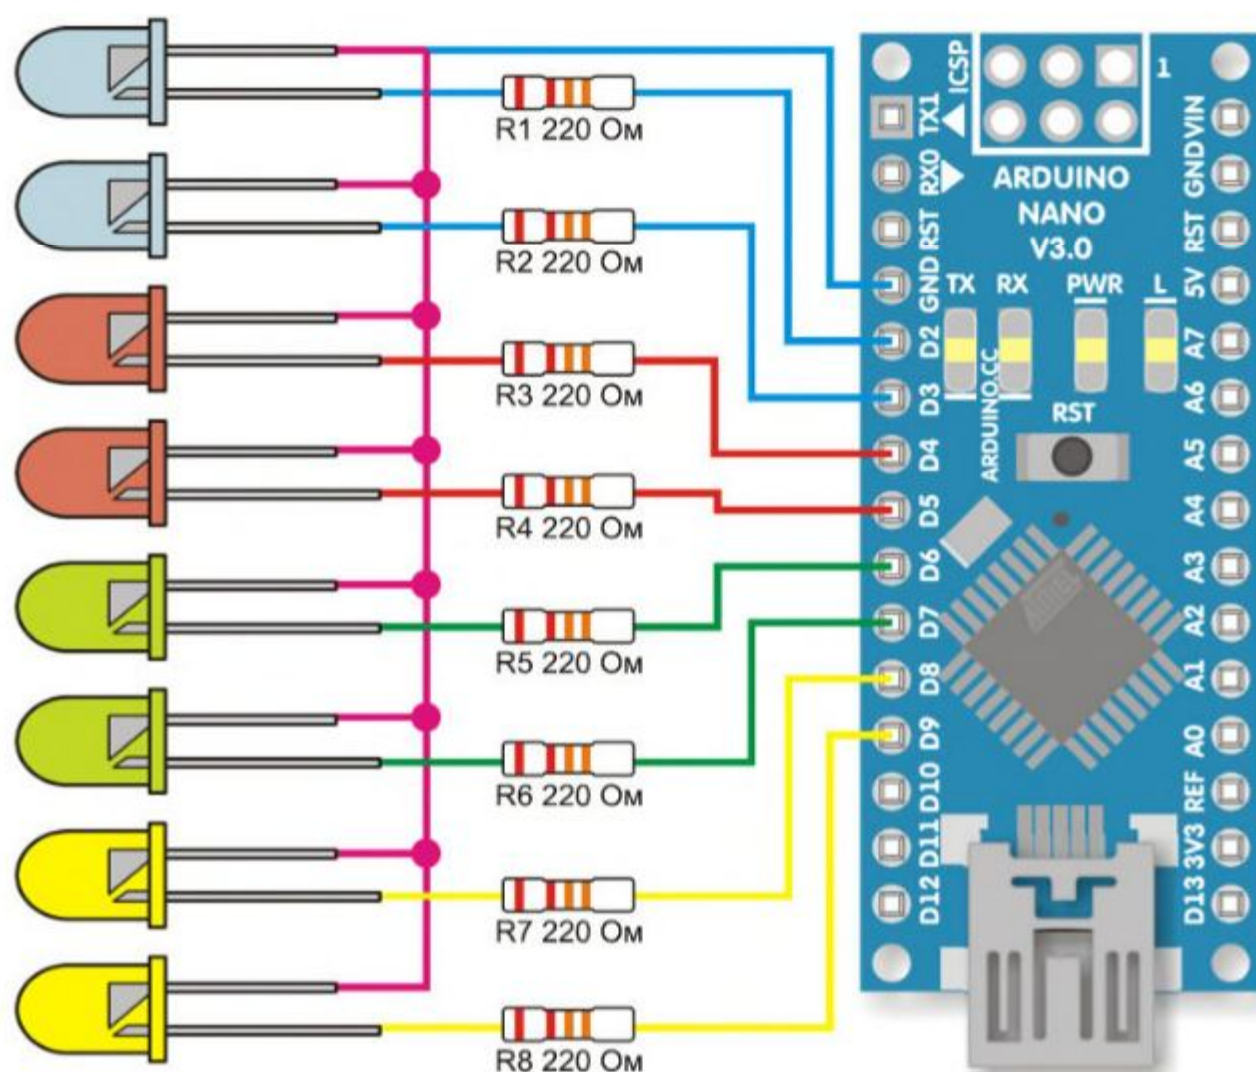 R1 220 Ом
R2 220 Ом
R3 220 Ом
R4 220 Ом
R5 220 Ом
R6 220 Ом
R7 220 Ом
R8 220 Ом
ICSP
1
ARDUINO
NANO
V3.0
TX
RX
PWR
L
ARDUINO.CC
RST
ATMEL
TX1
RX0
RST
GND
D2
D3
D4
D5
D6
D7
D8
D9
D10
D11
D12
VIN
GND
RST
5V
A7
A6
A5
A4
A3
A2
A1
A0
REF
3V3
D13